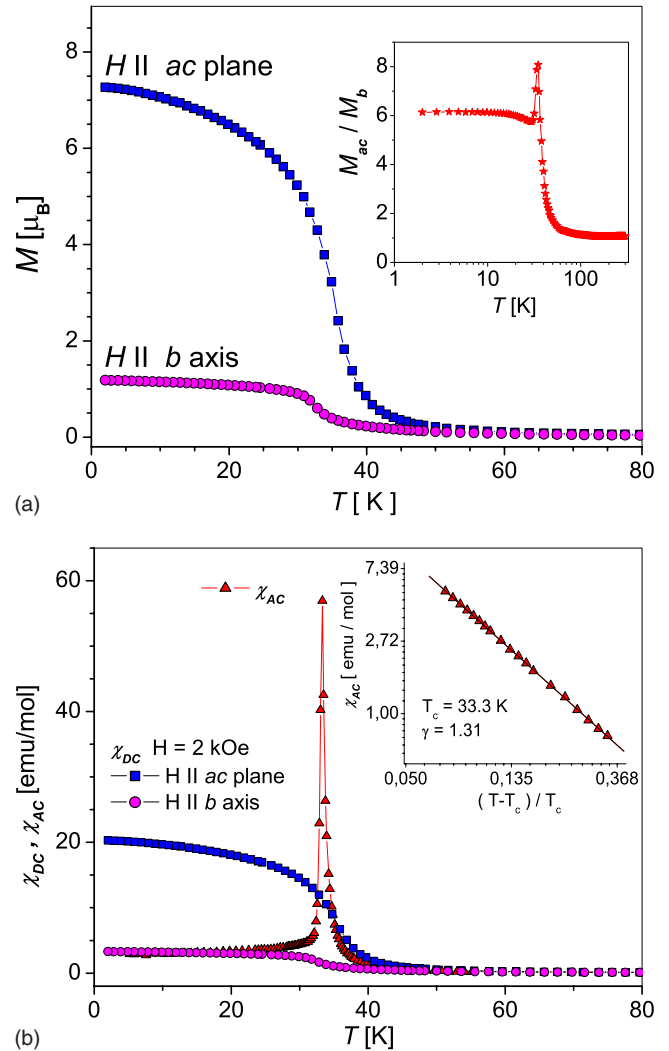 H II ac plane
H II b axis
M [μB]
0
2
4
6
8
0 20 40 60 80
T [ K ]
Mac / Mb
0
2
4
6
8
1 10 100
T [K]
(a)
χAC
χDC H = 2 kOe
H II ac plane
H II b axis
χDC , χAC [emu/mol]
0
20
40
60
0 20 40 60 80
T [K]
χAC [ emu / mol ]
7,39
2,72
1,00
Tc = 33.3 K
γ = 1.31
0,050 0,135 0,368
( T-Tc ) / Tc
(b)